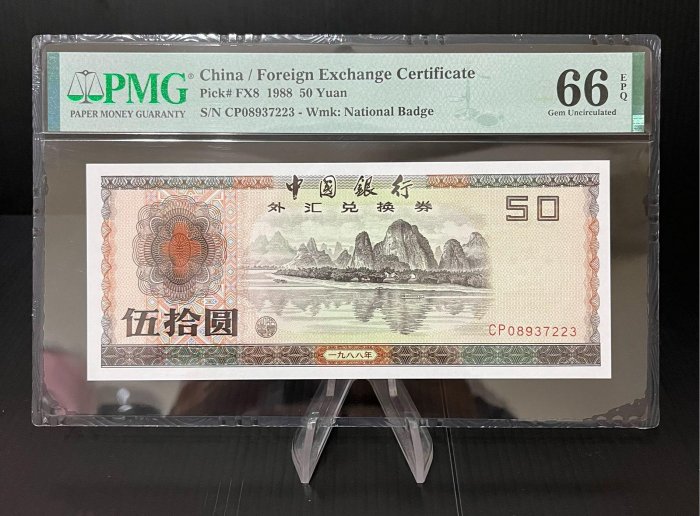 PMG
PAPER MONEY GUARANTY
China / Foreign Exchange Certificate
Pick# FX8 1988 50 Yuan
S/N CP08937223 - Wmk: National Badge
66 EPQ
Gem Uncirculated
中國銀行
外汇兑换券
50
伍拾圆
CP08937223
一九八八年